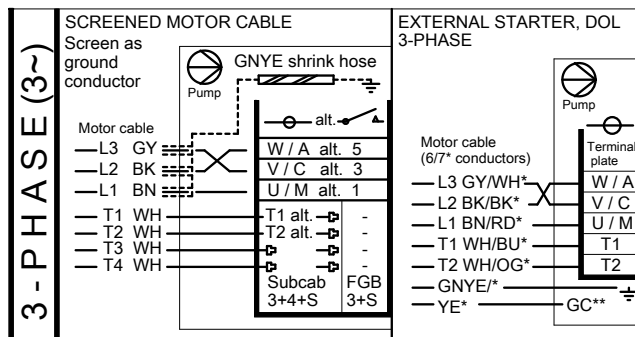 3 - PHASE (3~)
SCREENED MOTOR CABLE
Screen as
ground
conductor
GNYE shrink hose
Pump
alt.
Motor cable
L3 GY
L2 BK
L1 BN
W / A alt. 5
V / C alt. 3
U / M alt. 1
T1 WH
T2 WH
T3 WH
T4 WH
T1 alt. -
T2 alt. -
-
-
Subcab FGB
3+4+S 3+S
EXTERNAL STARTER, DOL
3-PHASE
Pump
Motor cable
(6/7* conductors)
Terminal
plate
L3 GY/WH* W / A
L2 BK/BK* V / C
L1 BN/RD* U / M
T1 WH/BU* T1
T2 WH/OG* T2
GNYE/*
YE* GC**